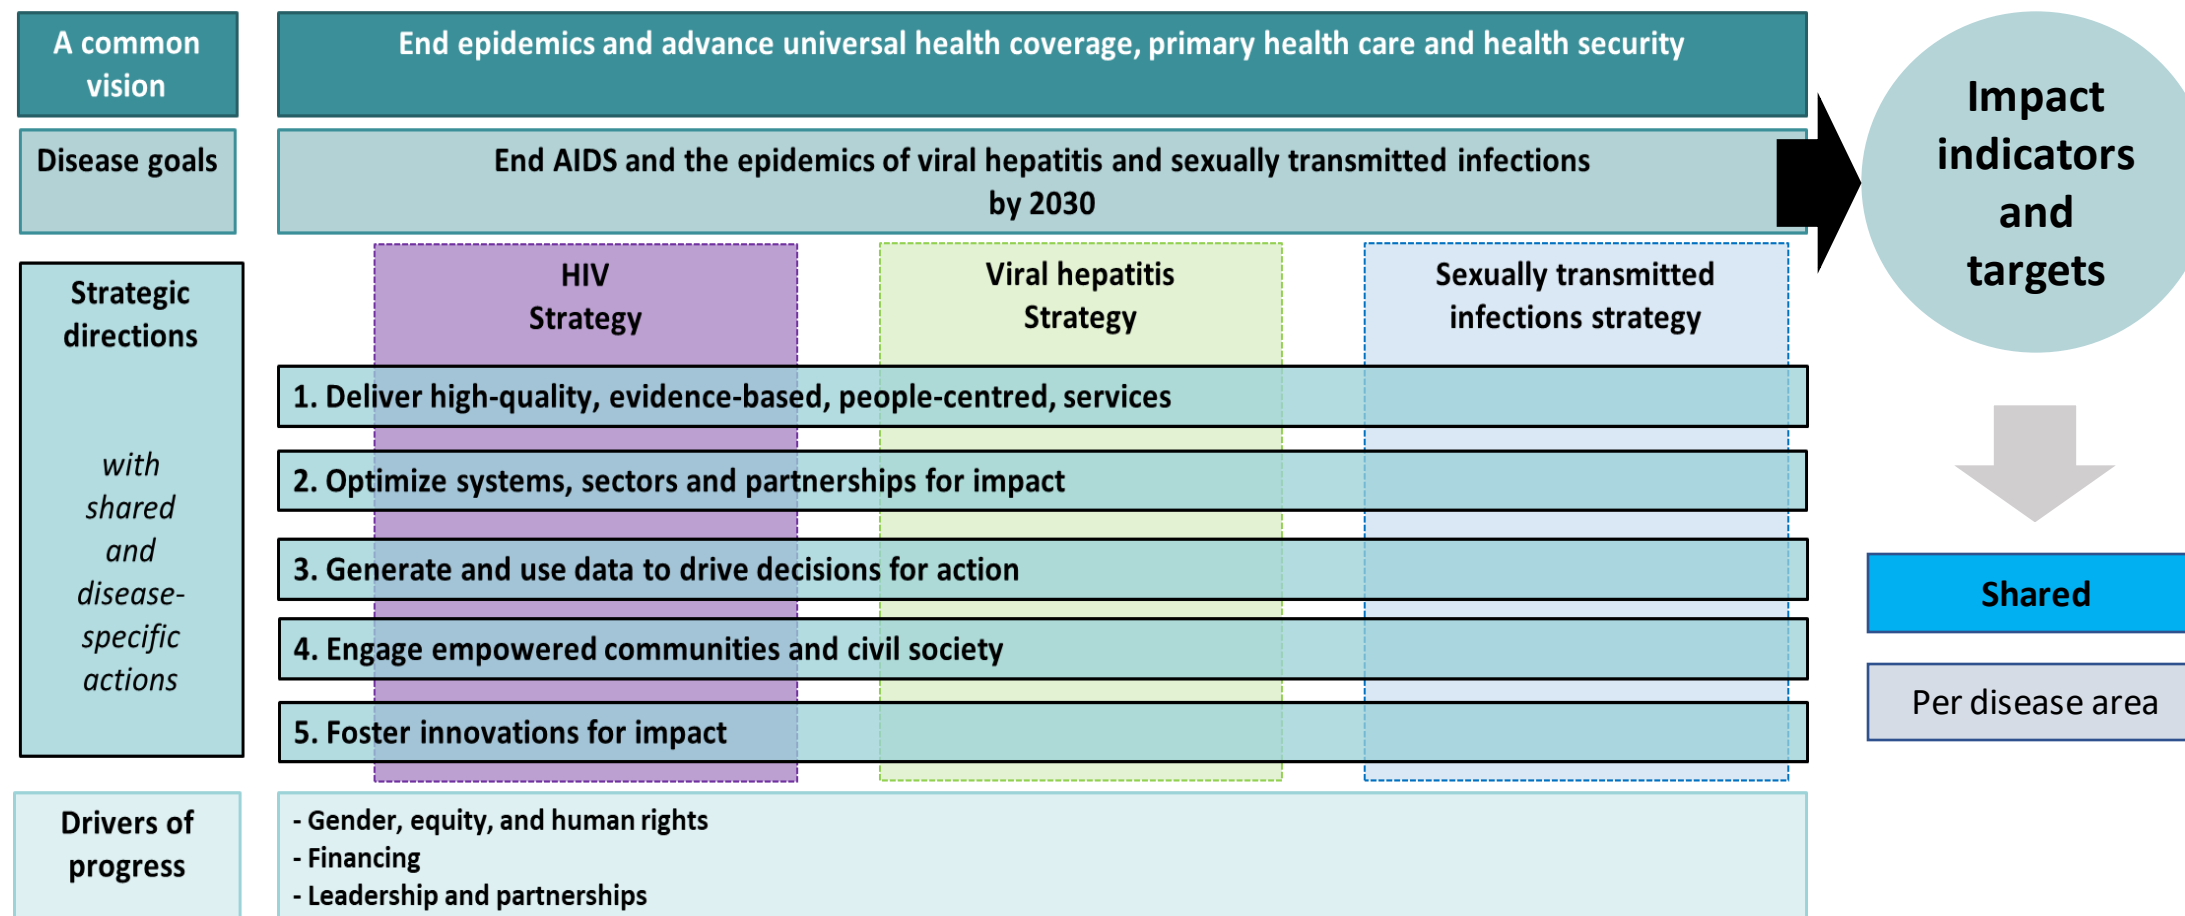 A common
vision
End epidemics and advance universal health coverage, primary health care and health security
Disease goals
End AIDS and the epidemics of viral hepatitis and sexually transmitted infections
by 2030
Impact
indicators
and
targets
Strategic
directions
with
shared
and
disease-
specific
actions
HIV
Strategy
Viral hepatitis
Strategy
Sexually transmitted
infections strategy
1. Deliver high-quality, evidence-based, people-centred, services
2. Optimize systems, sectors and partnerships for impact
3. Generate and use data to drive decisions for action
4. Engage empowered communities and civil society
5. Foster innovations for impact
Shared
Per disease area
Drivers of
progress
- Gender, equity, and human rights
- Financing
- Leadership and partnerships